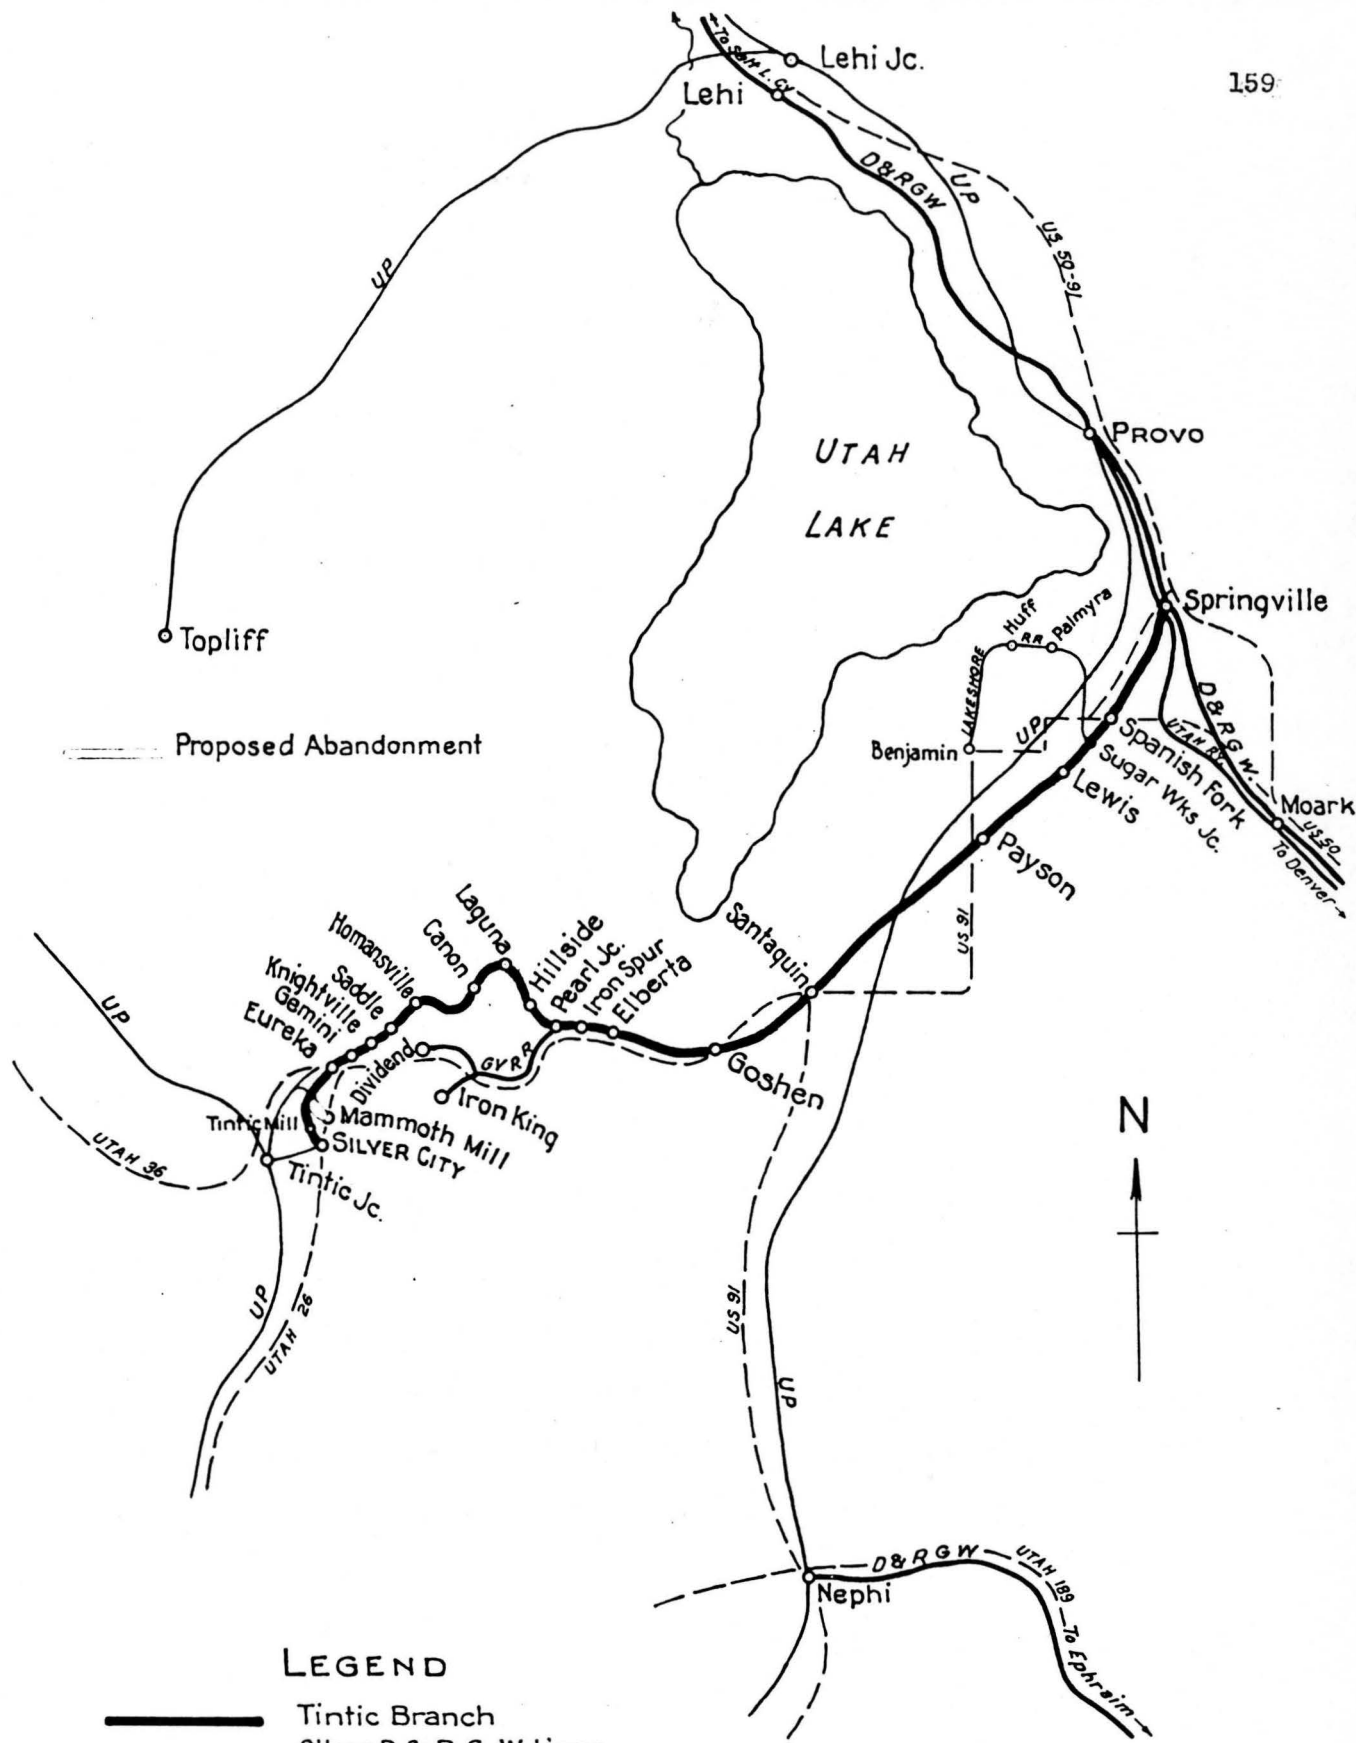 159
To Salt L. Cy
Lehi Jc.
Lehi
D&RGW
UP
US 50-91
UP
PROVO
UTAH
LAKE
Springville
Huff
RR
Palmyra
LAKESHORE
Topliff
Proposed Abandonment
Benjamin
UP
D&RGW.
UTAH RY.
Spanish Fork
Sugar Wks Jc.
Lewis
Moark
US 50
To Denver
Payson
US 91
Santaquin
Laguna
Canon
Homansville
Saddle
Knightville
Gemini
Eureka
Hillside
Pearl Jc.
Iron Spur
Elberta
Goshen
UP
Dividend
GVRR
Iron King
Tintic Mill
Mammoth Mill
SILVER CITY
Tintic Jc.
UTAH 36
N
UP
UTAH 26
US 91
UP
D&RGW
UTAH 189
To Ephraim
Nephi
LEGEND
Tintic Branch